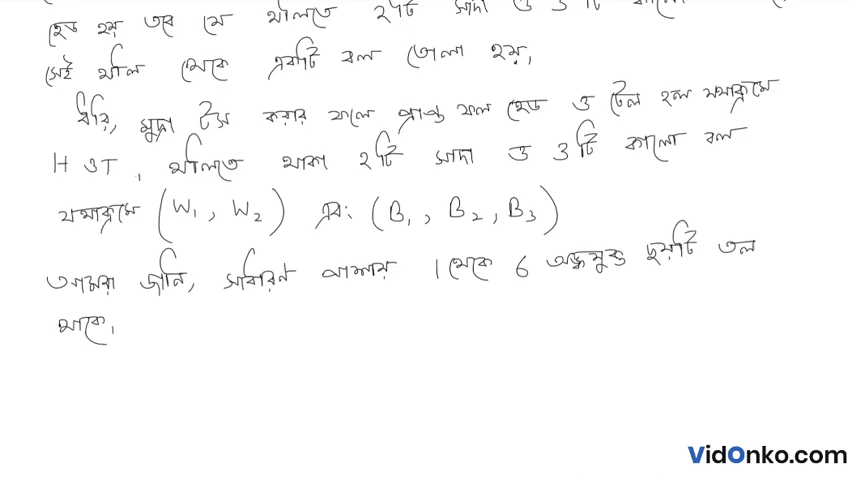 হেড হয় তবে যে থলিতে ২টি সাদা ও ৩টি কালো
সেই থলি থেকে একটি বল তোলা হয়,
ধরি, মুদ্রা টস করার ফলে প্রাপ্ত ফল হেড ও টেল হল যথাক্রমে
H ও T, থলিতে থাকা ২টি সাদা ও ৩টি কালো বল
যথাক্রমে (W₁, W₂) এবং (B₁, B₂, B₃)
আমরা জানি, সাধারণ পাশায় 1 থেকে 6 অঙ্কযুক্ত ছয়টি তল
থাকে,
VidOnko.com